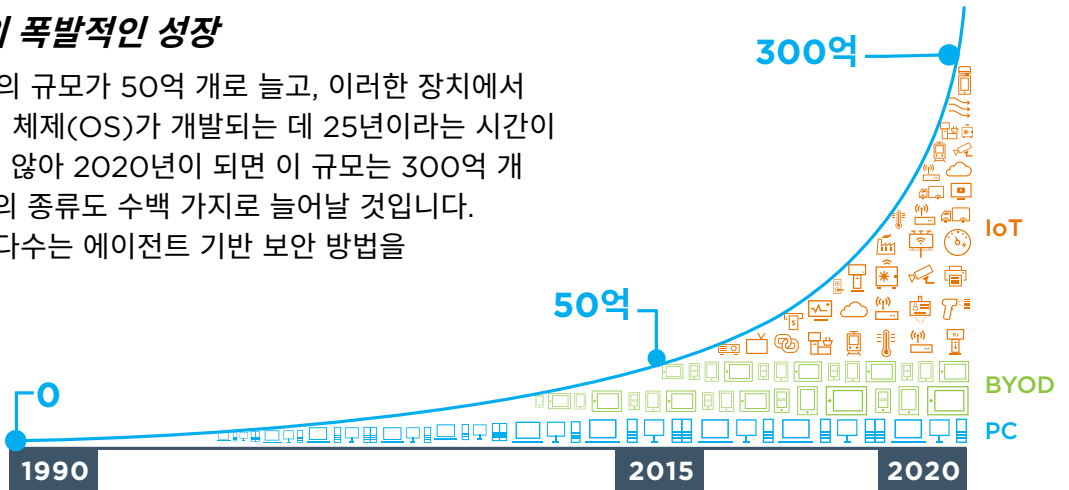 폭발적인 성장
의 규모가 50억 개로 늘고, 이러한 장치에서
체제(OS)가 개발되는 데 25년이라는 시간이
않아 2020년이 되면 이 규모는 300억 개
의 종류도 수백 가지로 늘어날 것입니다.
다수는 에이전트 기반 보안 방법을
300억
IoT
50억
BYOD
0
PC
1990
2015
2020